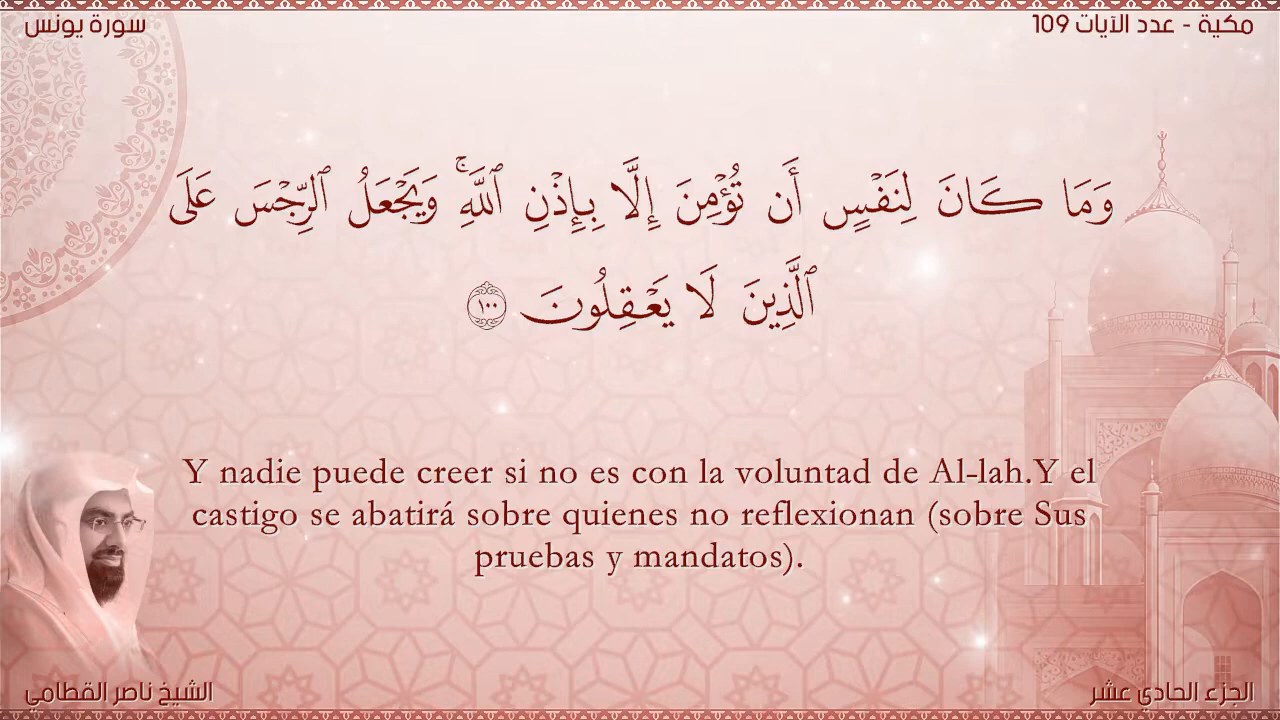 مكية - عدد الآيات 109
سورة يونس
وَمَا كَانَ لِنَفْسٍ أَن تُؤْمِنَ إِلَّا بِإِذْنِ ٱللَّهِ ۚ وَيَجْعَلُ ٱلرِّجْسَ عَلَى
ٱلَّذِينَ لَا يَعْقِلُونَ ١٠٠
Y nadie puede creer si no es con la voluntad de Al-lah.Y el
castigo se abatirá sobre quienes no reflexionan (sobre Sus
pruebas y mandatos).
الجزء الحادي عشر
الشيخ ناصر القطامي